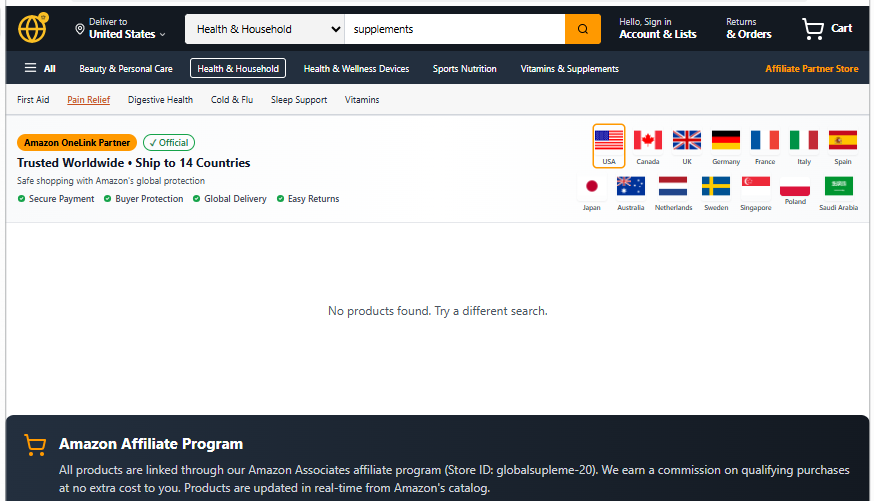 Deliver to
United States
Health & Household
supplements
Hello, Sign in
Account & Lists
Returns
& Orders
Cart
All
Beauty & Personal Care
Health & Household
Health & Wellness Devices
Sports Nutrition
Vitamins & Supplements
Affiliate Partner Store
First Aid
Pain Relief
Digestive Health
Cold & Flu
Sleep Support
Vitamins
Amazon OneLink Partner
✓ Official
Trusted Worldwide • Ship to 14 Countries
Safe shopping with Amazon's global protection
Secure Payment
Buyer Protection
Global Delivery
Easy Returns
USA
Canada
UK
Germany
France
Italy
Spain
Japan
Australia
Netherlands
Sweden
Singapore
Poland
Saudi Arabia
No products found. Try a different search.
Amazon Affiliate Program
All products are linked through our Amazon Associates affiliate program (Store ID: globalsupleme-20). We earn a commission on qualifying purchases
at no extra cost to you. Products are updated in real-time from Amazon's catalog.